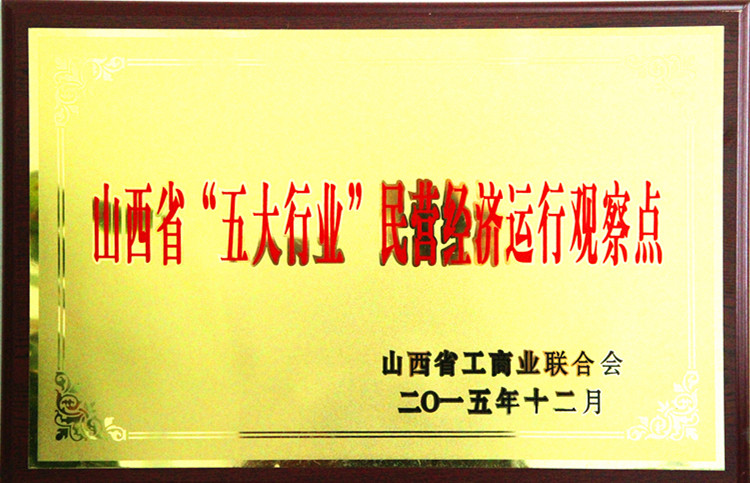 山西省“五大行业”民营经济运行观察点
山西省工商业联合会
二〇一五年十二月